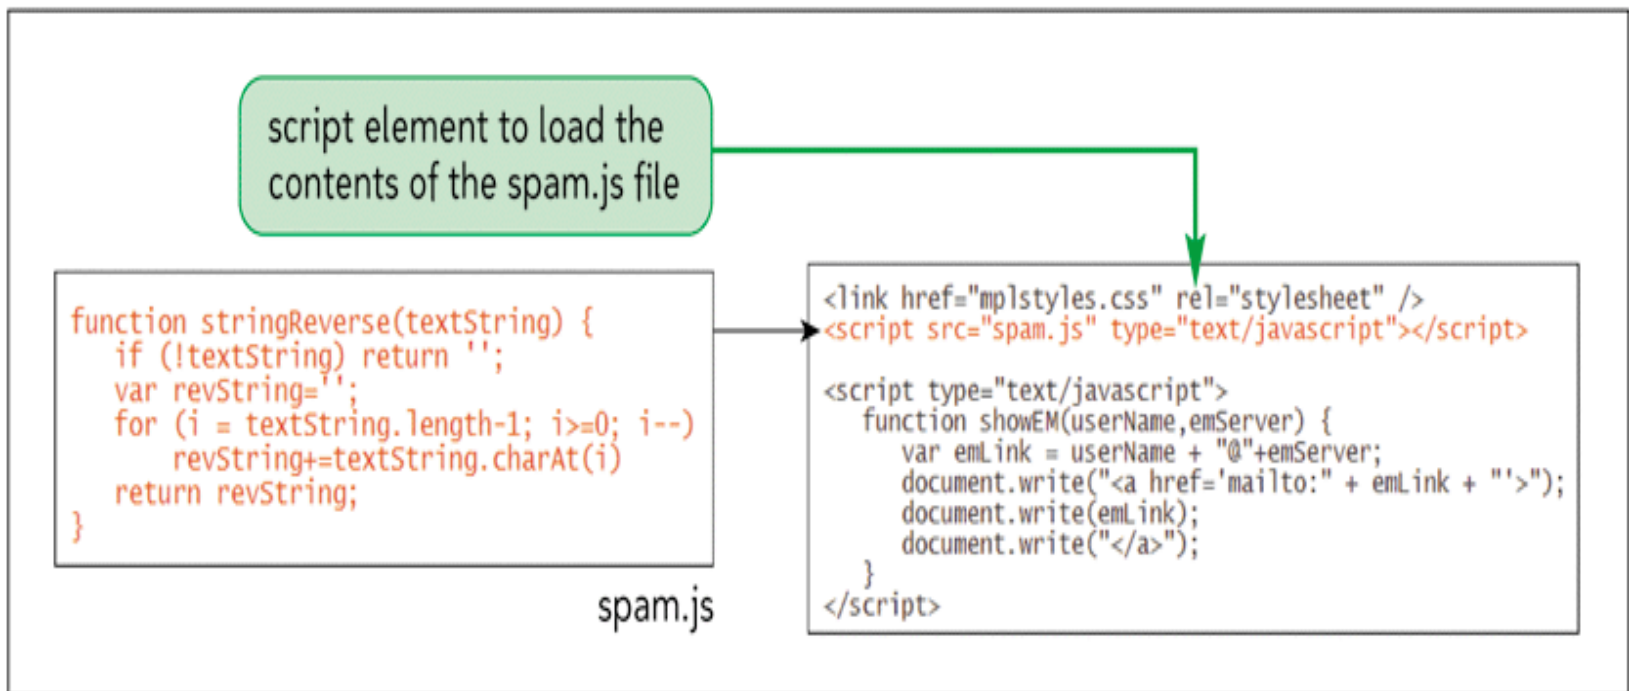 script element to load the
contents of the spam.js file
function stringReverse(textString) {
if (!textString) return '';
var revString='';
for (i = textString.length-1; i>=0; i--)
revString+=textString.charAt(i)
return revString;
}
spam.js
<link href="mplstyles.css" rel="stylesheet" />
<script src="spam.js" type="text/javascript"></script>
<script type="text/javascript">
function showEM(userName,emServer) {
var emLink = userName + "@"+emServer;
document.write("<a href='mailto:" + emLink + "'>");
document.write(emLink);
document.write("</a>");
}
</script>